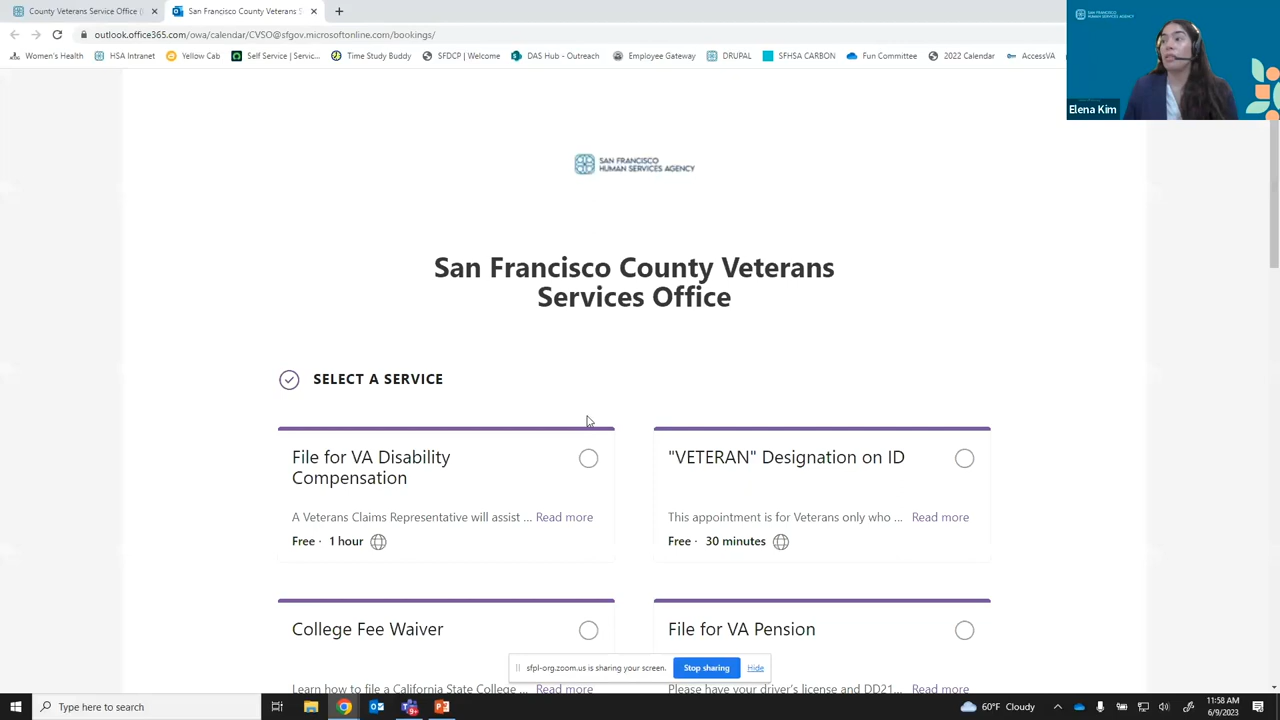 County Veterans Service Office (
San Francisco County Veterans S
outlook.office365.com/owa/calendar/CVSO@sfgov.microsoftonline.com/bookings/
Women's Health
HSA Intranet
Yellow Cab
Self Service | Servic...
Time Study Buddy
SFDCP | Welcome
DAS Hub - Outreach
Employee Gateway
DRUPAL
SFHSA CARBON
Fun Committee
2022 Calendar
AccessVA
SAN FRANCISCO
HUMAN SERVICES AGENCY
Elena Kim
SAN FRANCISCO
HUMAN SERVICES AGENCY
San Francisco County Veterans
Services Office
SELECT A SERVICE
File for VA Disability
Compensation
A Veterans Claims Representative will assist ... Read more
Free · 1 hour
"VETERAN" Designation on ID
This appointment is for Veterans only who ... Read more
Free · 30 minutes
College Fee Waiver
Learn how to file a California State College ... Read more
File for VA Pension
Please have your driver's license and DD21... Read more
sfpl-org.zoom.us is sharing your screen.
Stop sharing
Hide
Type here to search
60°F Cloudy
11:58 AM
6/9/2023